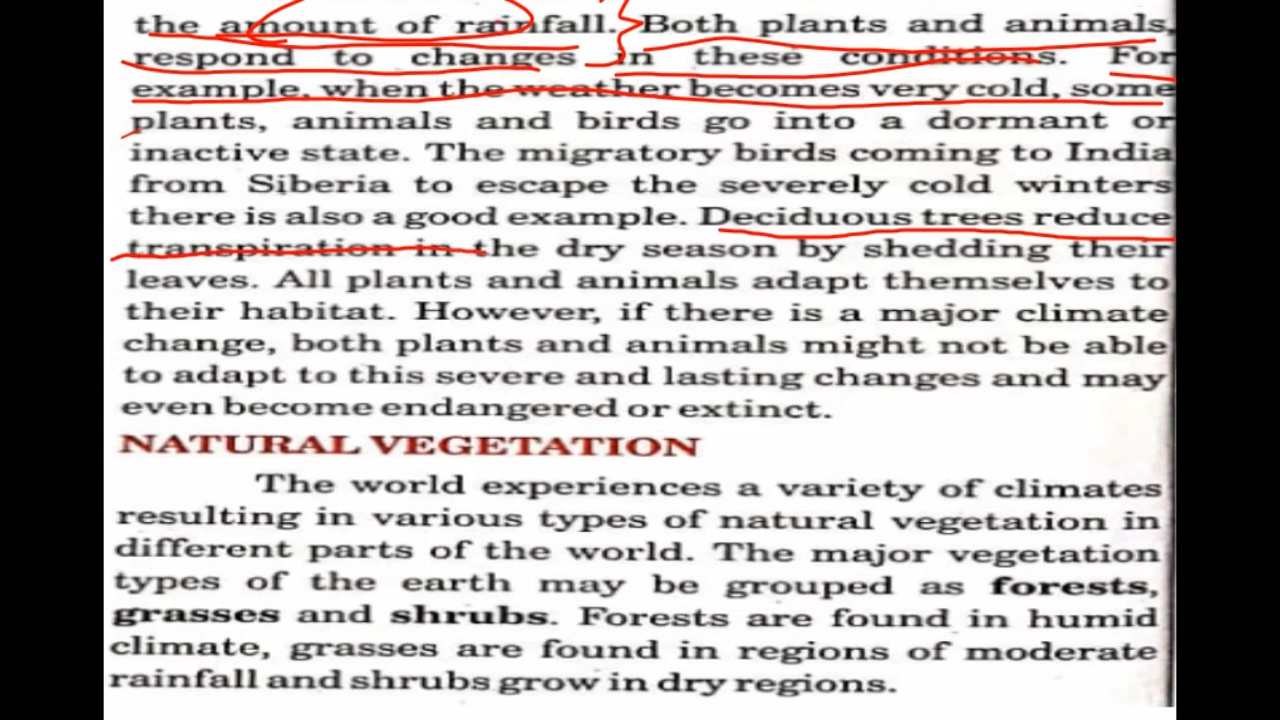 the amount of rainfall. Both plants and animals,
respond to changes in these conditions. For
example, when the weather becomes very cold, some
plants, animals and birds go into a dormant or
inactive state. The migratory birds coming to India
from Siberia to escape the severely cold winters
there is also a good example. Deciduous trees reduce
transpiration in the dry season by shedding their
leaves. All plants and animals adapt themselves to
their habitat. However, if there is a major climate
change, both plants and animals might not be able
to adapt to this severe and lasting changes and may
even become endangered or extinct.
NATURAL VEGETATION
The world experiences a variety of climates
resulting in various types of natural vegetation in
different parts of the world. The major vegetation
types of the earth may be grouped as forests,
grasses and shrubs. Forests are found in humid
climate, grasses are found in regions of moderate
rainfall and shrubs grow in dry regions.